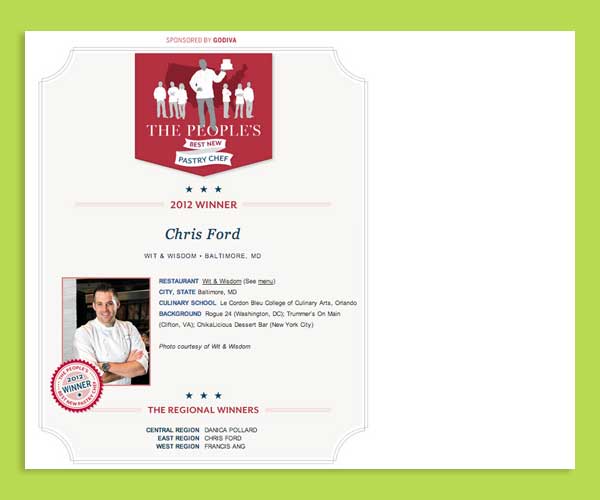 SPONSORED BY GODIVA
THE PEOPLE'S
BEST NEW
PASTRY CHEF
2012 WINNER
Chris Ford
WIT & WISDOM • BALTIMORE, MD
RESTAURANT Wit & Wisdom (See menu)
CITY, STATE Baltimore, MD
CULINARY SCHOOL Le Cordon Bleu College of Culinary Arts, Orlando
BACKGROUND Rogue 24 (Washington, DC); Trummer's On Main
(Clifton, VA); ChikaLicious Dessert Bar (New York City)
Photo courtesy of Wit & Wisdom
THE PEOPLE'S
2012
WINNER
BEST NEW PASTRY CHEF
THE REGIONAL WINNERS
CENTRAL REGION DANICA POLLARD
EAST REGION CHRIS FORD
WEST REGION FRANCIS ANG